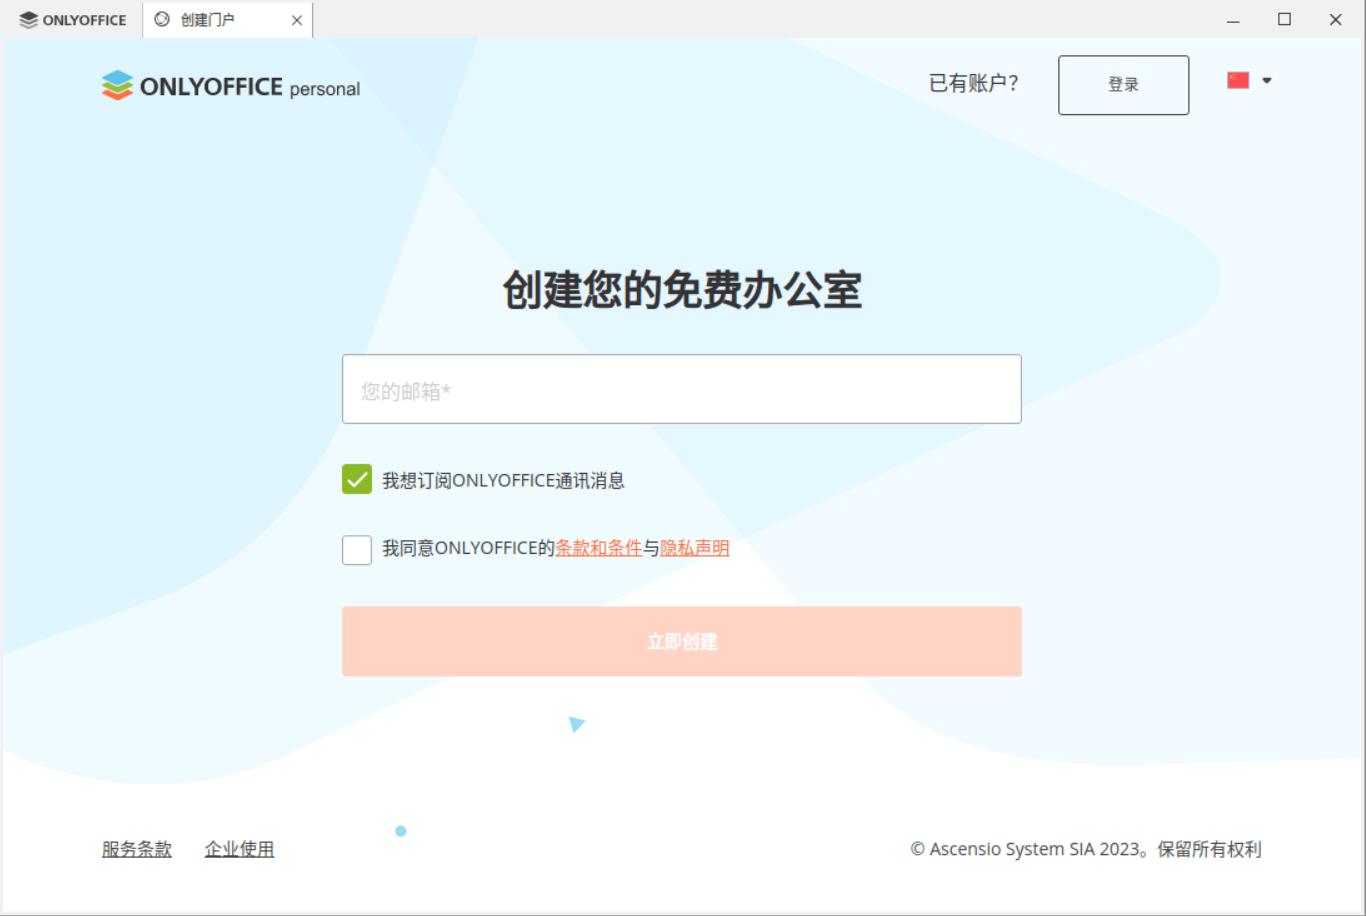 ONLYOFFICE 创建门户
ONLYOFFICE personal 已有账户? 登录
创建您的免费办公室
您的邮箱*
我想订阅ONLYOFFICE通讯消息
我同意ONLYOFFICE的条款和条件与隐私声明
立即创建
服务条款 企业使用 © Ascensio System SIA 2023。保留所有权利